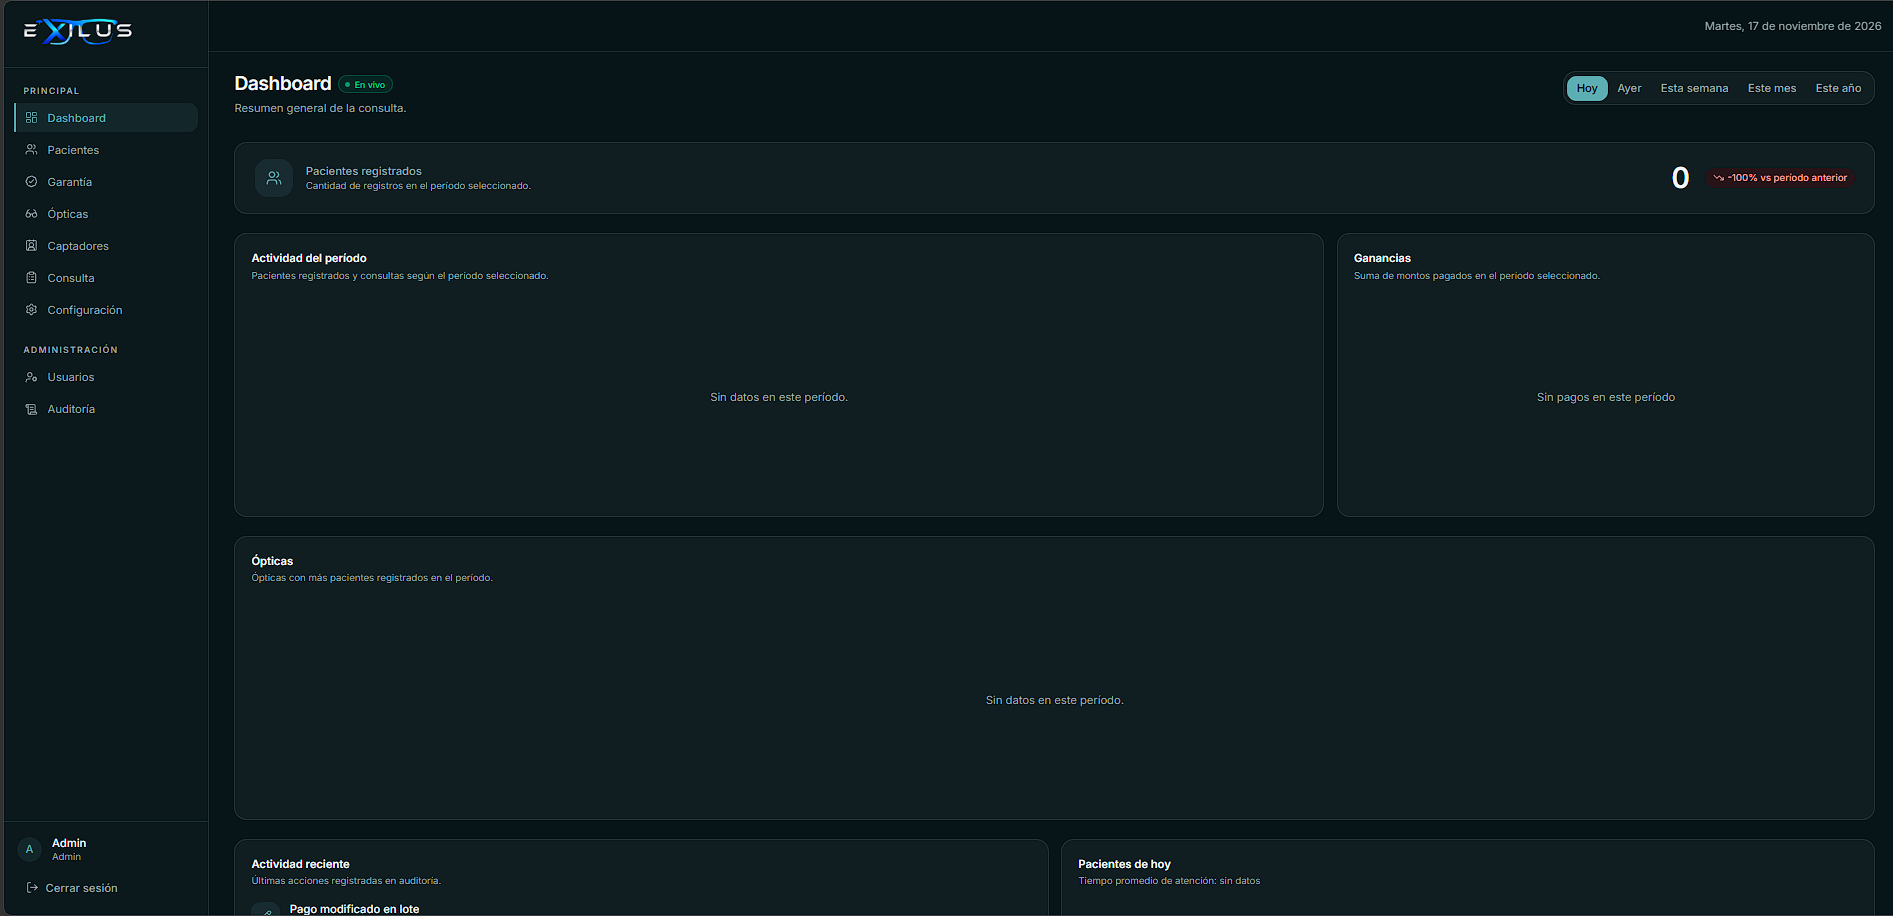 EXILUS
Martes, 17 de noviembre de 2026
PRINCIPAL
Dashboard
Pacientes
Garantía
Ópticas
Captadores
Consulta
Configuración
ADMINISTRACIÓN
Usuarios
Auditoría
A
Admin
Admin
Cerrar sesión
Dashboard
En vivo
Resumen general de la consulta.
Hoy
Ayer
Esta semana
Este mes
Este año
Pacientes registrados
Cantidad de registros en el período seleccionado.
0
-100% vs período anterior
Actividad del período
Pacientes registrados y consultas según el período seleccionado.
Sin datos en este período.
Ganancias
Suma de montos pagados en el período seleccionado.
Sin pagos en este período
Ópticas
Ópticas con más pacientes registrados en el período.
Sin datos en este período.
Actividad reciente
Últimas acciones registradas en auditoría.
Pago modificado en lote
Pacientes de hoy
Tiempo promedio de atención: sin datos